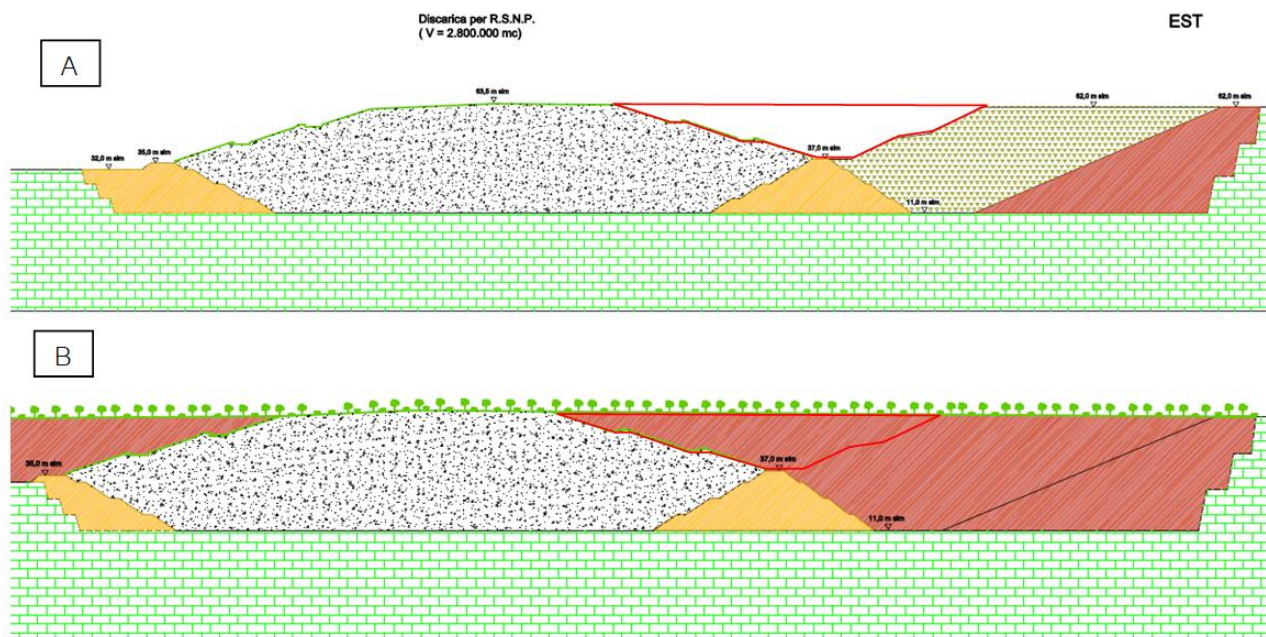 Discarica per R.S.N.P.
( V = 2.800.000 mc)
EST
A
63,5 m slm
62,0 m slm
62,0 m slm
32,0 m slm
35,0 m slm
37,0 m slm
11,0 m slm
B
35,0 m slm
37,0 m slm
11,0 m slm